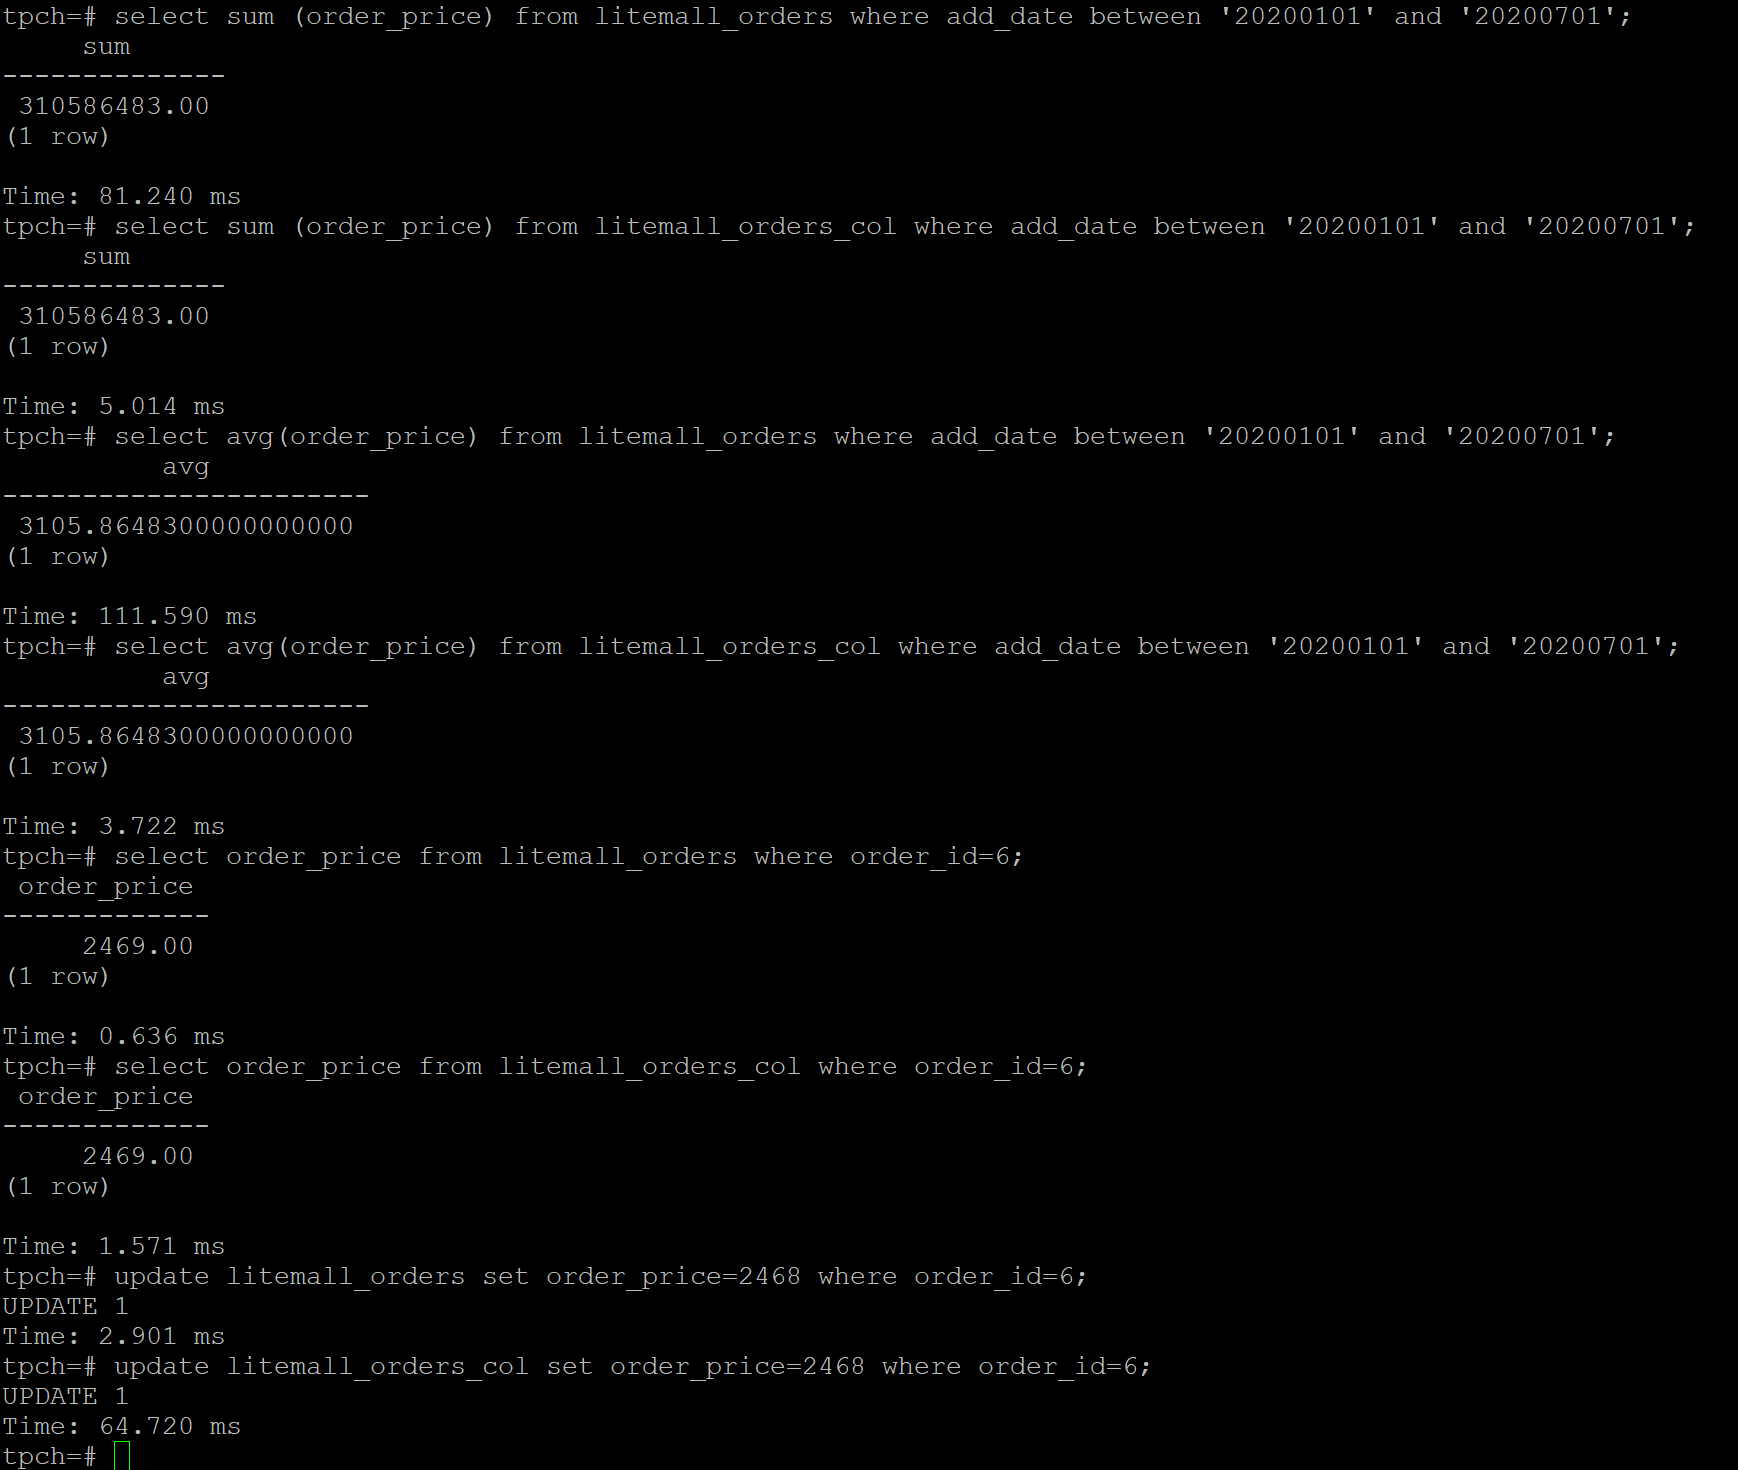 tpch=# select sum (order_price) from litemall_orders where add_date between '20200101' and '20200701';
     sum
--------------
 310586483.00
(1 row)

Time: 81.240 ms
tpch=# select sum (order_price) from litemall_orders_col where add_date between '20200101' and '20200701';
     sum
--------------
 310586483.00
(1 row)

Time: 5.014 ms
tpch=# select avg(order_price) from litemall_orders where add_date between '20200101' and '20200701';
          avg
-----------------------
 3105.8648300000000000
(1 row)

Time: 111.590 ms
tpch=# select avg(order_price) from litemall_orders_col where add_date between '20200101' and '20200701';
          avg
-----------------------
 3105.8648300000000000
(1 row)

Time: 3.722 ms
tpch=# select order_price from litemall_orders where order_id=6;
 order_price
-------------
     2469.00
(1 row)

Time: 0.636 ms
tpch=# select order_price from litemall_orders_col where order_id=6;
 order_price
-------------
     2469.00
(1 row)

Time: 1.571 ms
tpch=# update litemall_orders set order_price=2468 where order_id=6;
UPDATE 1
Time: 2.901 ms
tpch=# update litemall_orders_col set order_price=2468 where order_id=6;
UPDATE 1
Time: 64.720 ms
tpch=#